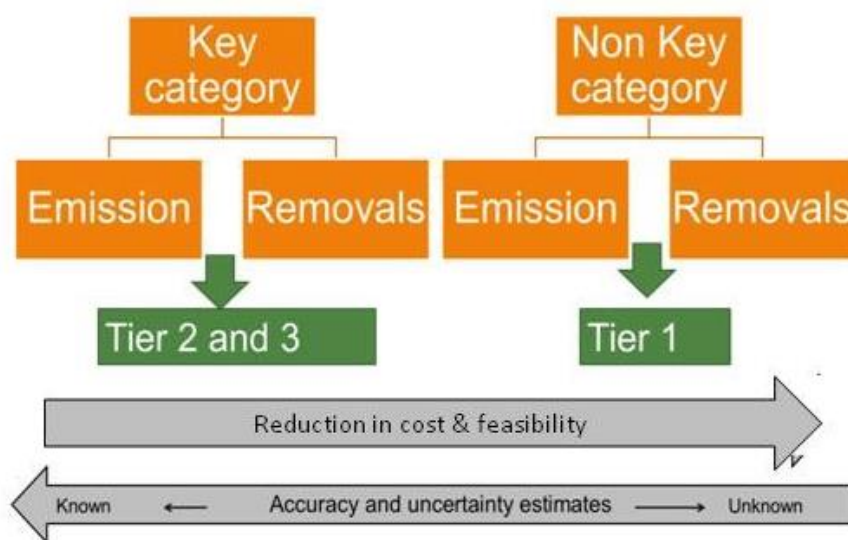 Key
category
Non Key
category
Emission
Removals
Emission
Removals
Tier 2 and 3
Tier 1
Reduction in cost & feasibility
Known
Accuracy and uncertainty estimates
Unknown